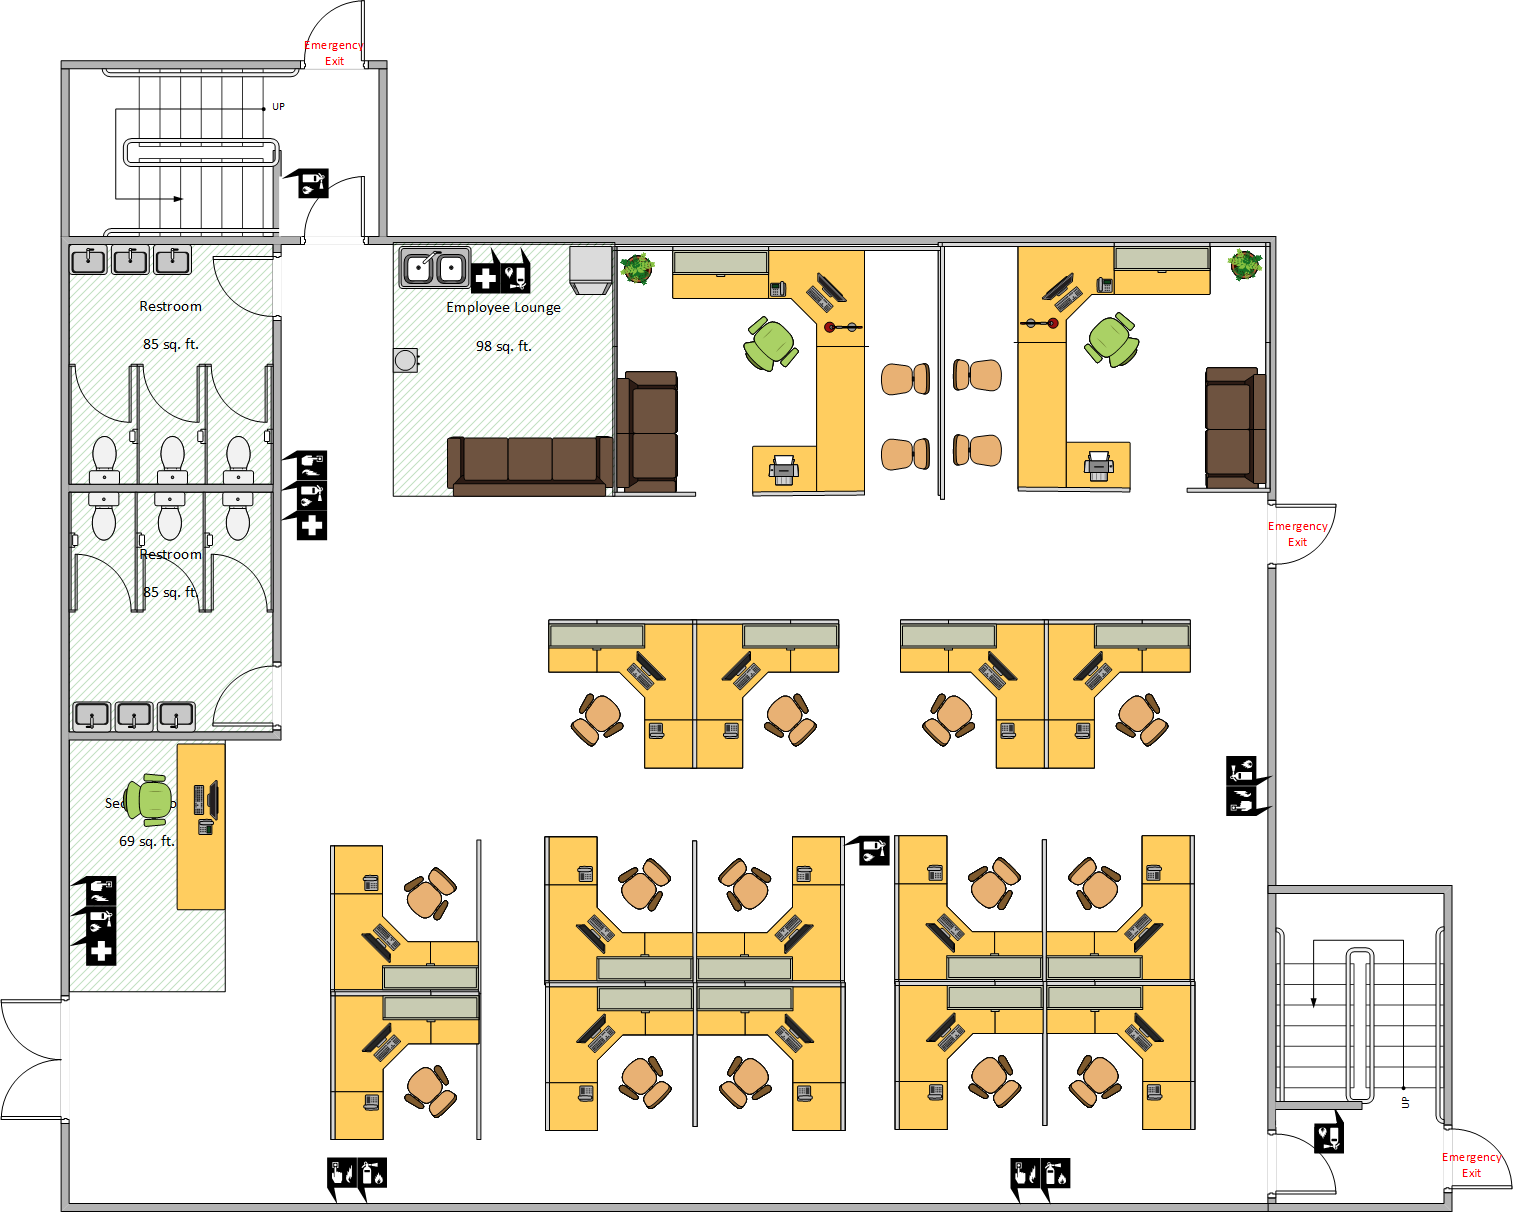 Emergency
Exit
UP
Restroom
85 sq. ft.
Employee Lounge
98 sq. ft.
Emergency
Exit
Restroom
85 sq. ft.
69 sq. ft.
UP
Emergency
Exit